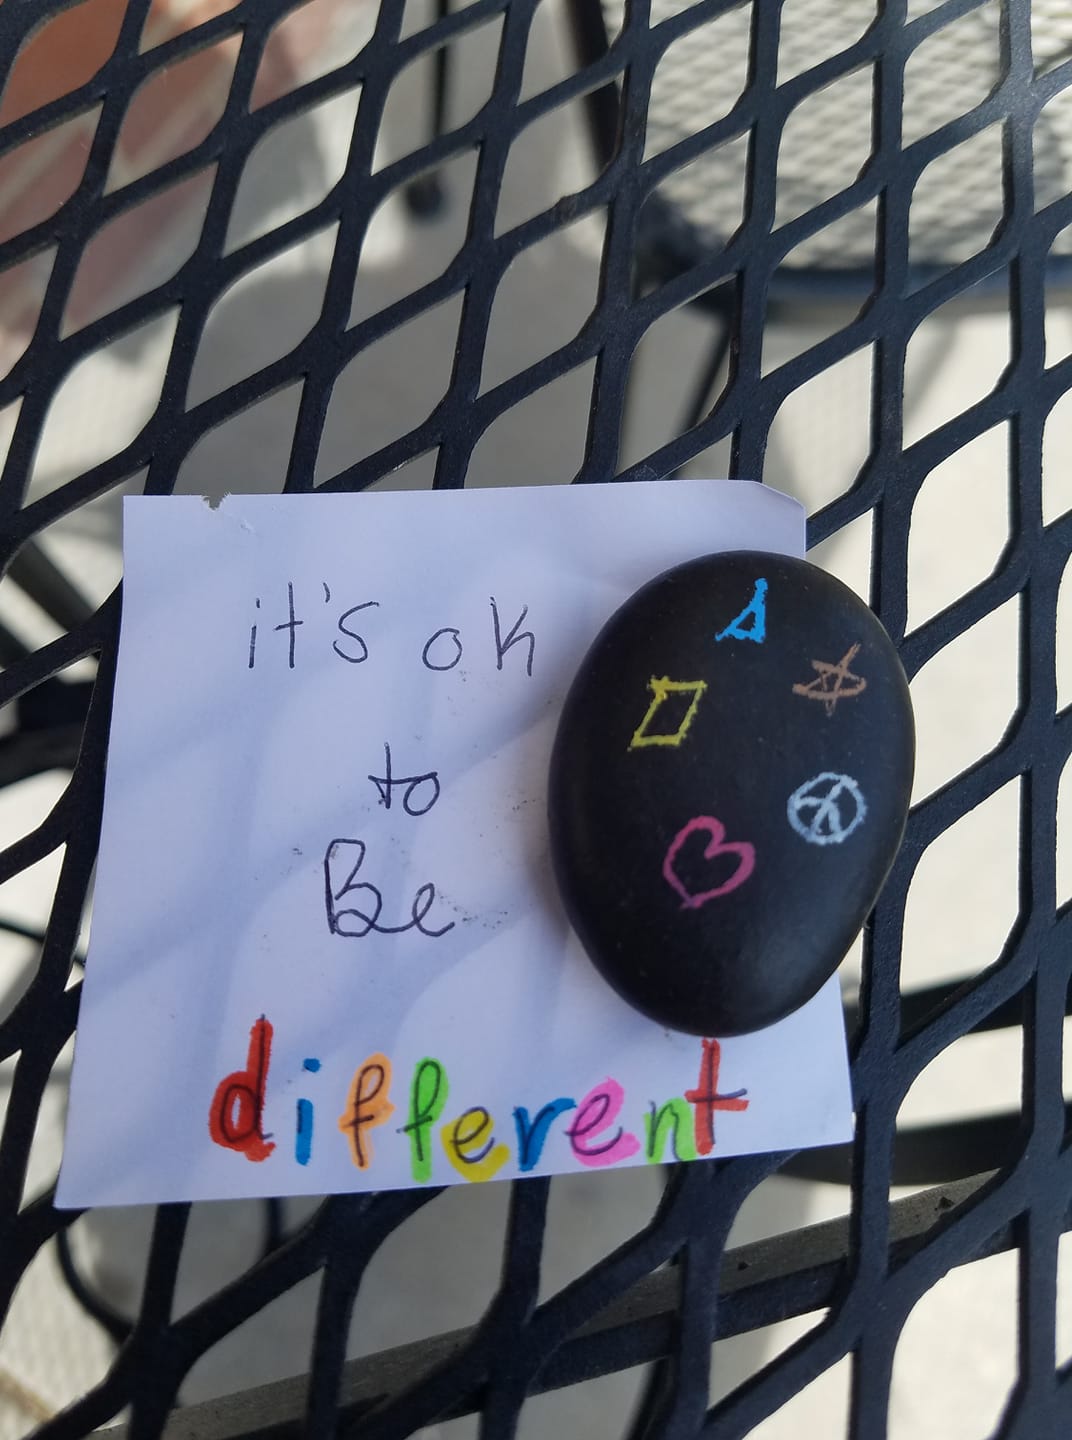 it's ok
to
Be
different